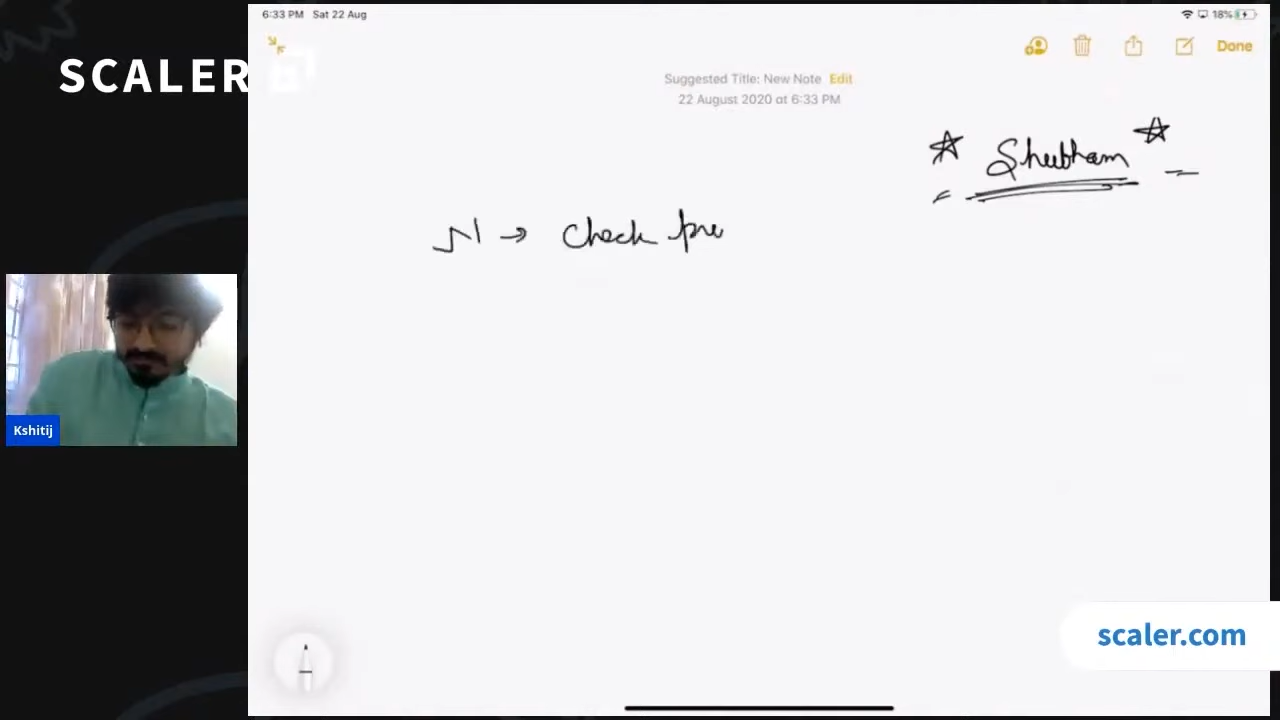 6:33 PM Sat 22 Aug 18%
SCALER
Done
Suggested Title: New Note Edit
22 August 2020 at 6:33 PM
Shubham
N → Check pre
Kshitij
scaler.com